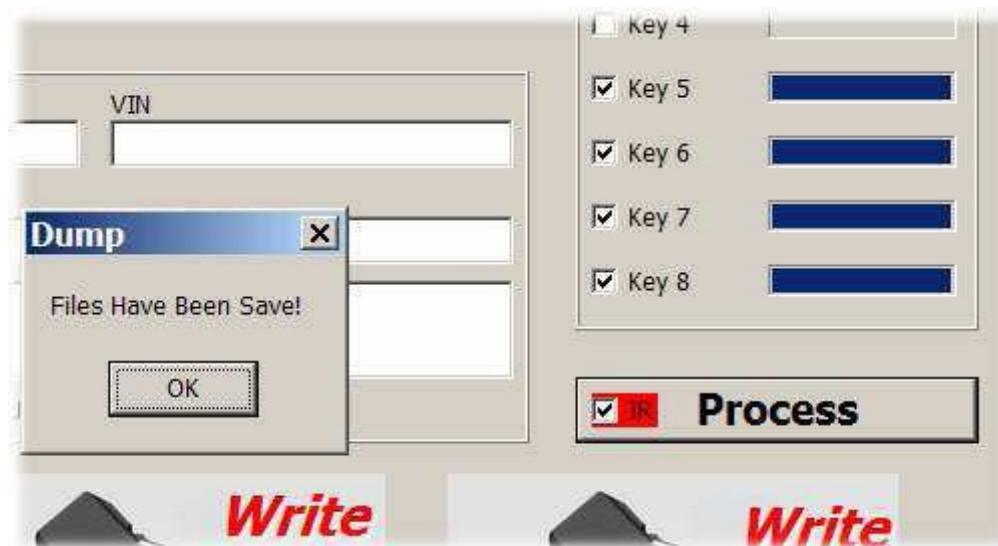 Key 4
Key 5
VIN
Key 6
Key 7
Dump
Key 8
Files Have Been Save!
OK
IR Process
Write
Write